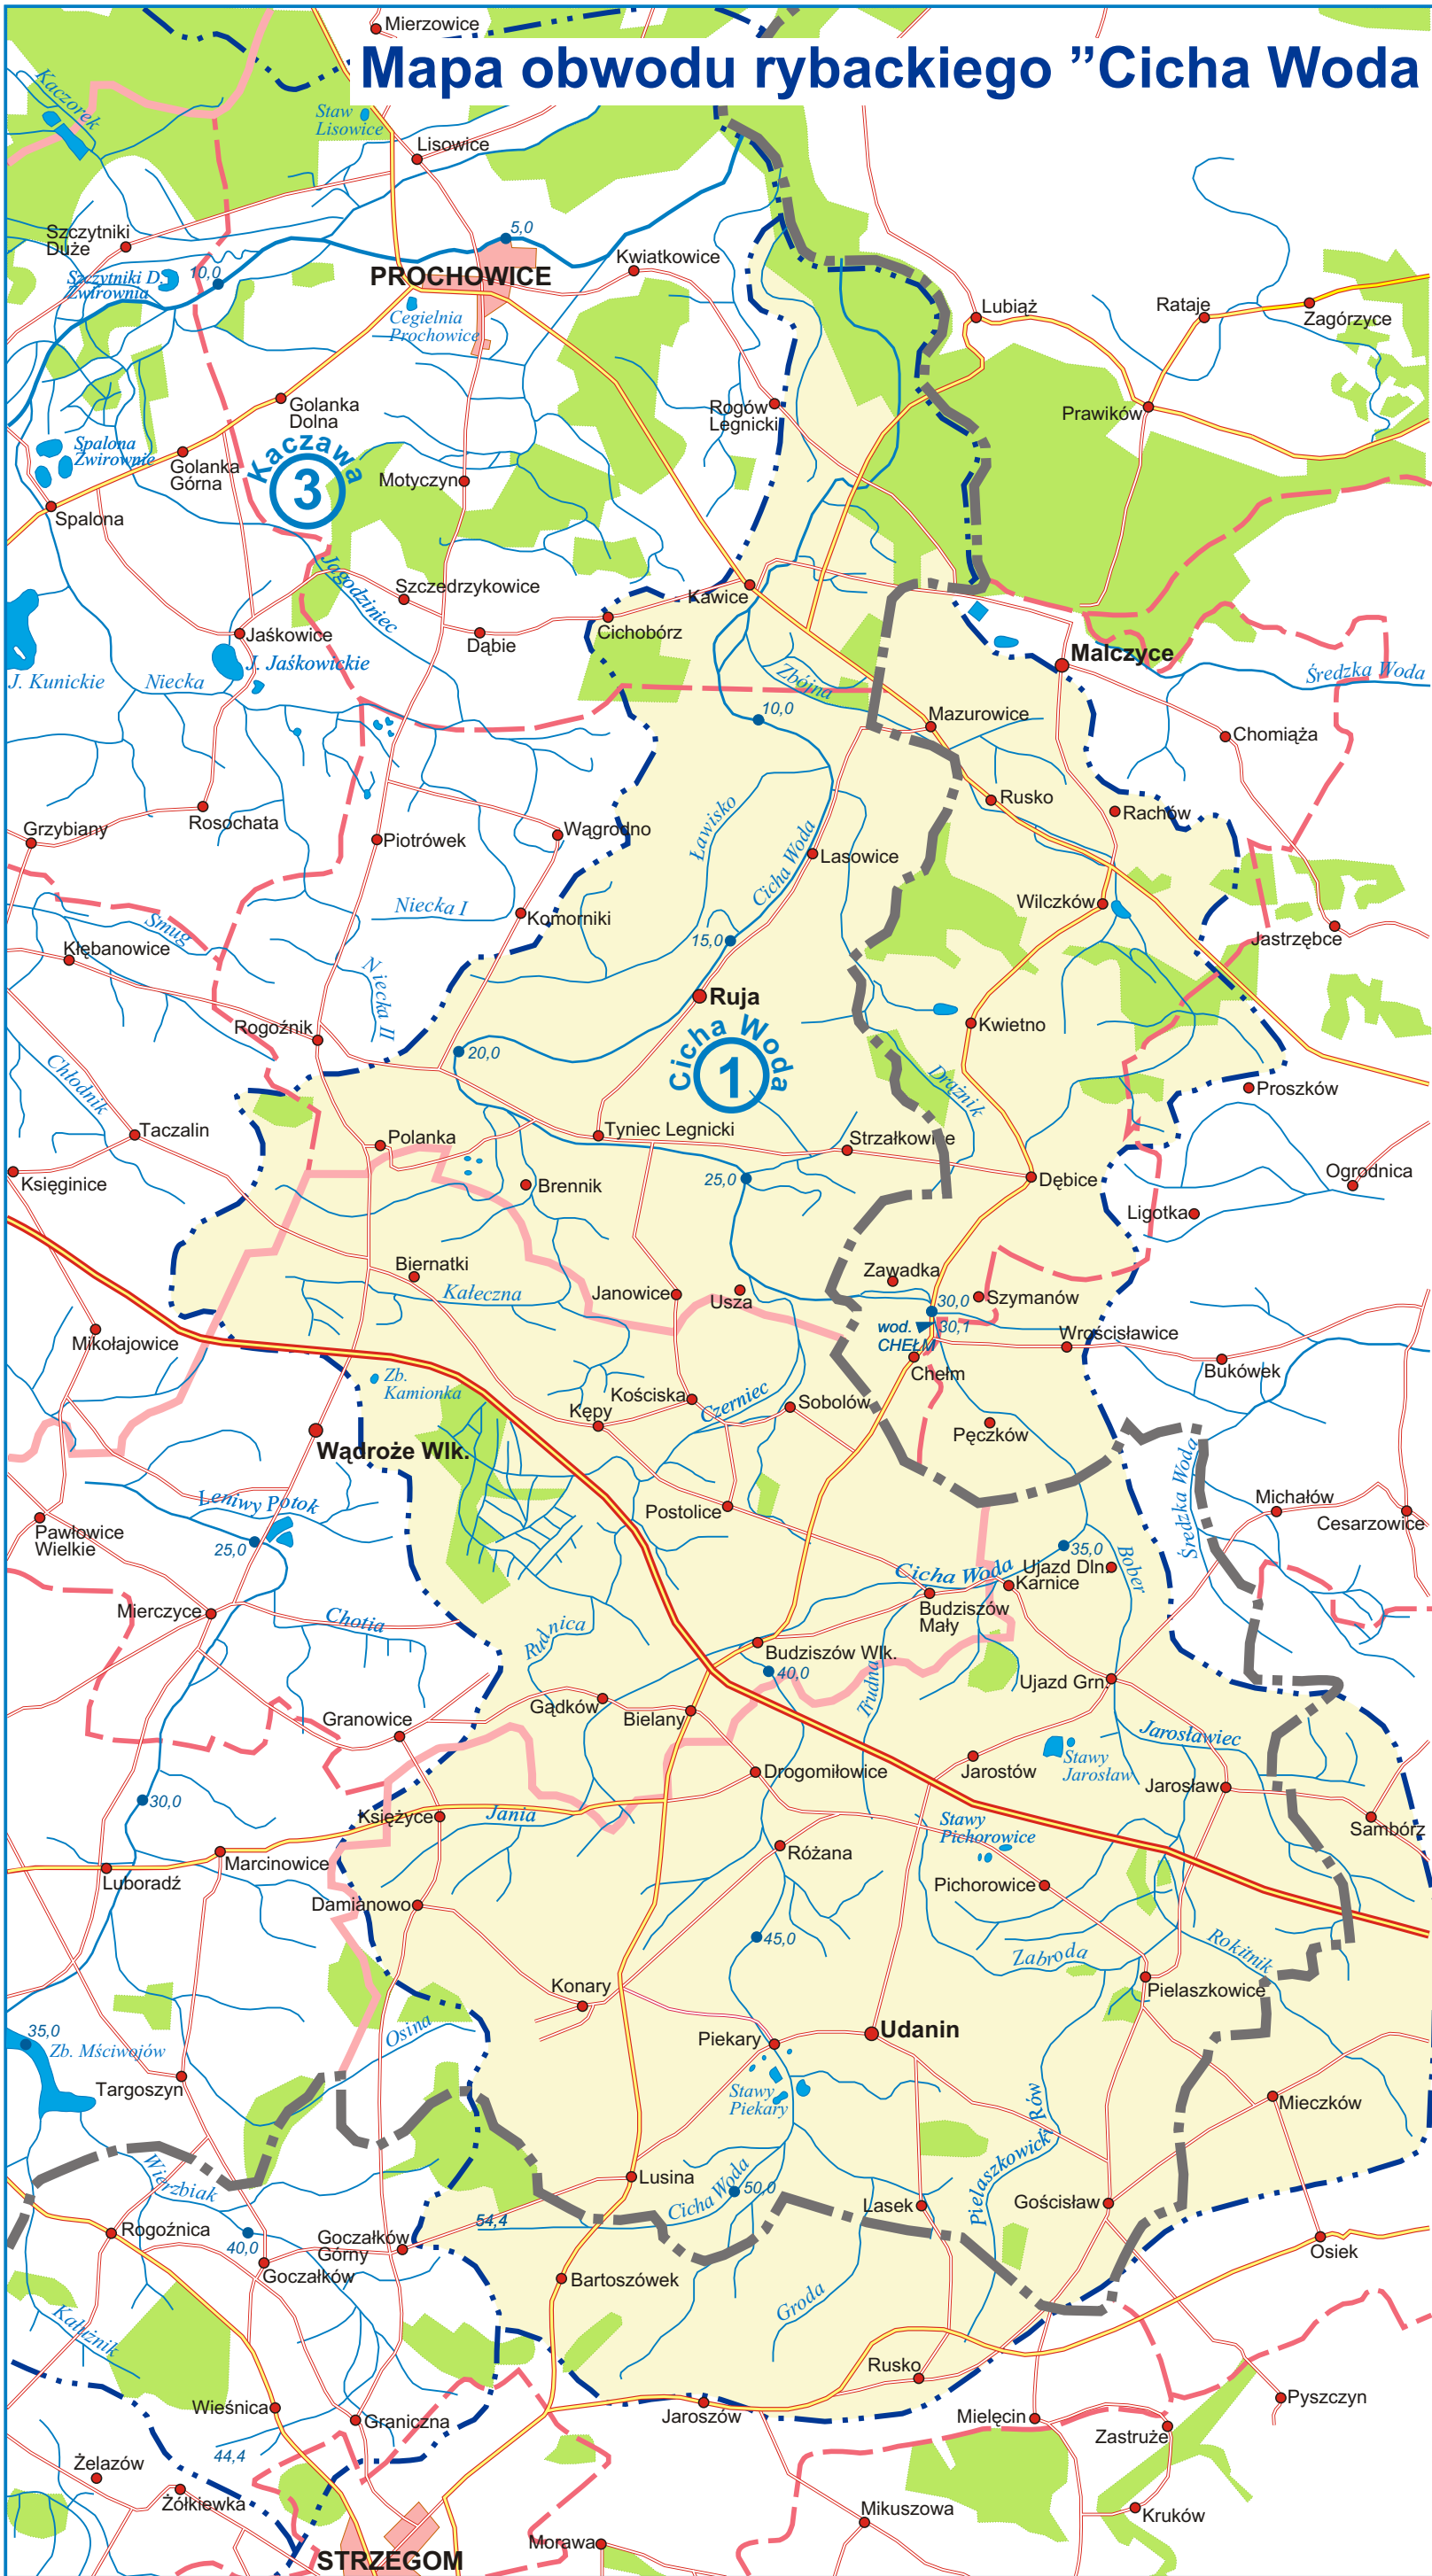 Mierzowice
Mapa obwodu rybackiego ”Cicha Woda
Kaczorek
Staw
Lisowice
Lisowice
Szczytniki
Duże
5,0
Kwiatkowice
Szczytniki D.
Żwirownia
10,0
PROCHOWICE
Cegielnia
Prochowice
Lubiąż
Rataje
Zagórzyce
Golanka
Dolna
Rogów
Legnicki
Prawików
Spalona
Żwirownie
Golanka
Górna
Kaczawa
3
Motyczyn
Spalona
Jagodziniec
Szczedrzykowice
Kawice
Jaśkowice
Dąbie
Cichobórz
J. Jaśkowickie
Malczyce
J. Kunickie
Niecka
Zbójna
Średzka Woda
10,0
Mazurowice
Chomiąża
Rusko
Rachów
Grzybiany
Rosochata
Piotrówek
Wągrodno
Ławisko
Cicha Woda
Lasowice
Niecka I
Komorniki
Wilczków
Smug
Kłębanowice
15,0
Jastrzębce
Niecka II
Ruja
Rogoźnik
Kwietno
20,0
Cicha Woda
1
Chłodnik
Drążnik
Proszków
Taczalin
Polanka
Tyniec Legnicki
Strzałkowice
Księginice
Brennik
25,0
Dębice
Ogrodnica
Ligotka
Biernatki
Kałeczna
Janowice
Usza
Zawadka
Szymanów
30,0
Mikołajowice
wod.
CHEŁM
30,1
Wrościsławice
Bukówek
Chełm
Zb.
Kamionka
Kościska
Kępy
Czerniec
Sobolów
Pęczków
Wądroże Wlk.
Średzka Woda
Leniwy Potok
Postolice
Michałów
Cesarzowice
Pawłowice
Wielkie
25,0
35,0
Cicha Woda
Ujazd Dln.
Bober
Karnice
Budziszów
Mały
Mierczyce
Chotia
Rudnica
Budziszów Wlk.
40,0
Trudna
Ujazd Grn.
Gądków
Bielany
Granowice
Jarosławiec
Stawy
Jarosław
Jarostów
Drogomiłowice
Jarosław
30,0
Księżyce
Jania
Stawy
Pichorowice
Sambórz
Różana
Marcinowice
Luboradź
Pichorowice
Damianowo
45,0
Zabroda
Rokitnik
Konary
Pielaszkowice
Osina
Udanin
35,0
Zb. Mściwojów
Piekary
Targoszyn
Stawy
Piekary
Mieczków
Pielaszkowick. Rów
Wierzbiak
Lusina
Cicha Woda
50,0
Lasek
Gościsław
54,4
Rogoźnica
40,0
Goczałków
Górny
Goczałków
Osiek
Bartoszówek
Groda
Kałużnik
Rusko
Pyszczyn
Wieśnica
Graniczna
Jaroszów
Mielęcin
Zastruże
44,4
Żelazów
Żółkiewka
Mikuszowa
Kruków
Morawa
STRZEGOM